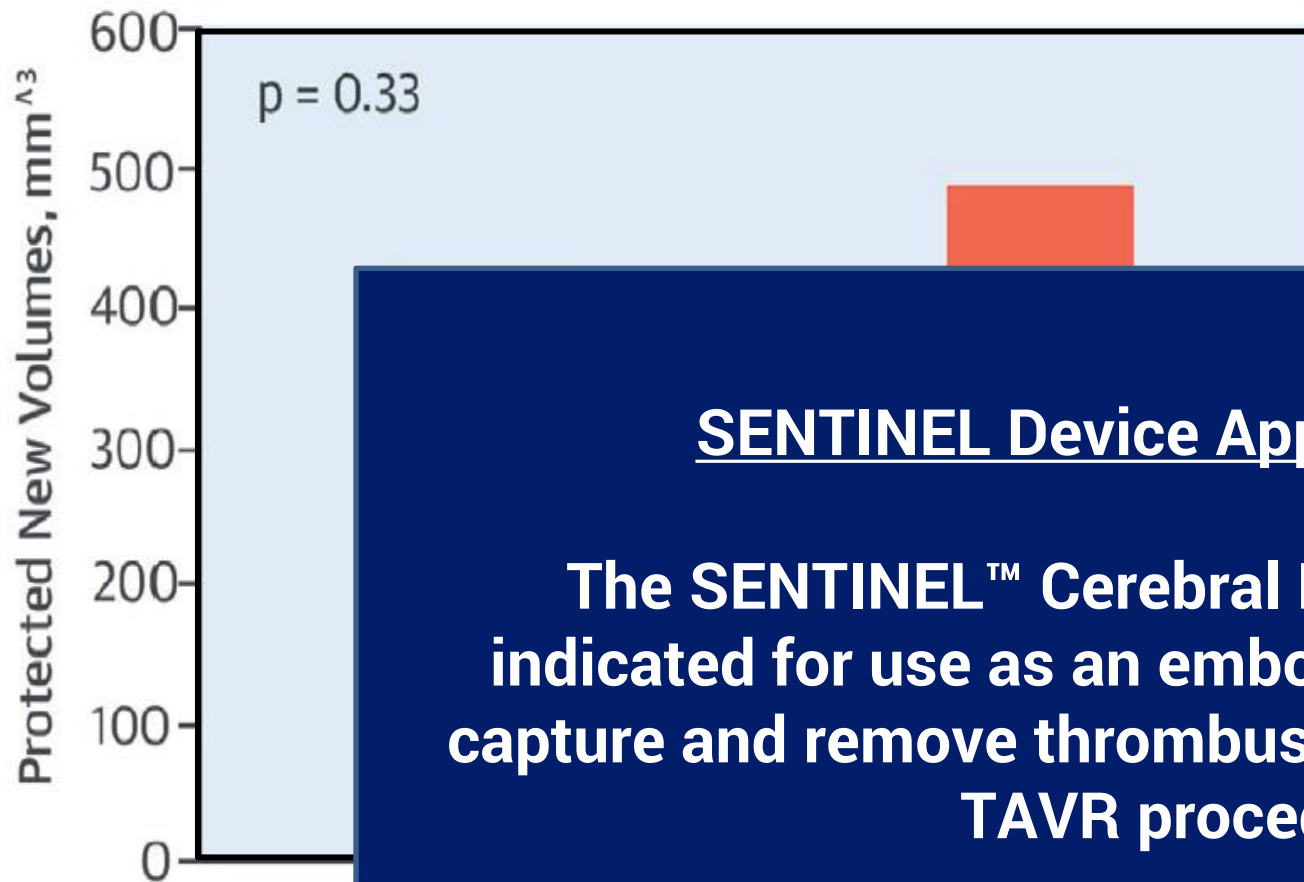 600
p = 0.33
500
400
300
200
100
0
Protected New Volumes, mm^3
SENTINEL Device
The SENTINEL™ Cerebral
indicated for use as an
capture and remove thrombus
TAVR